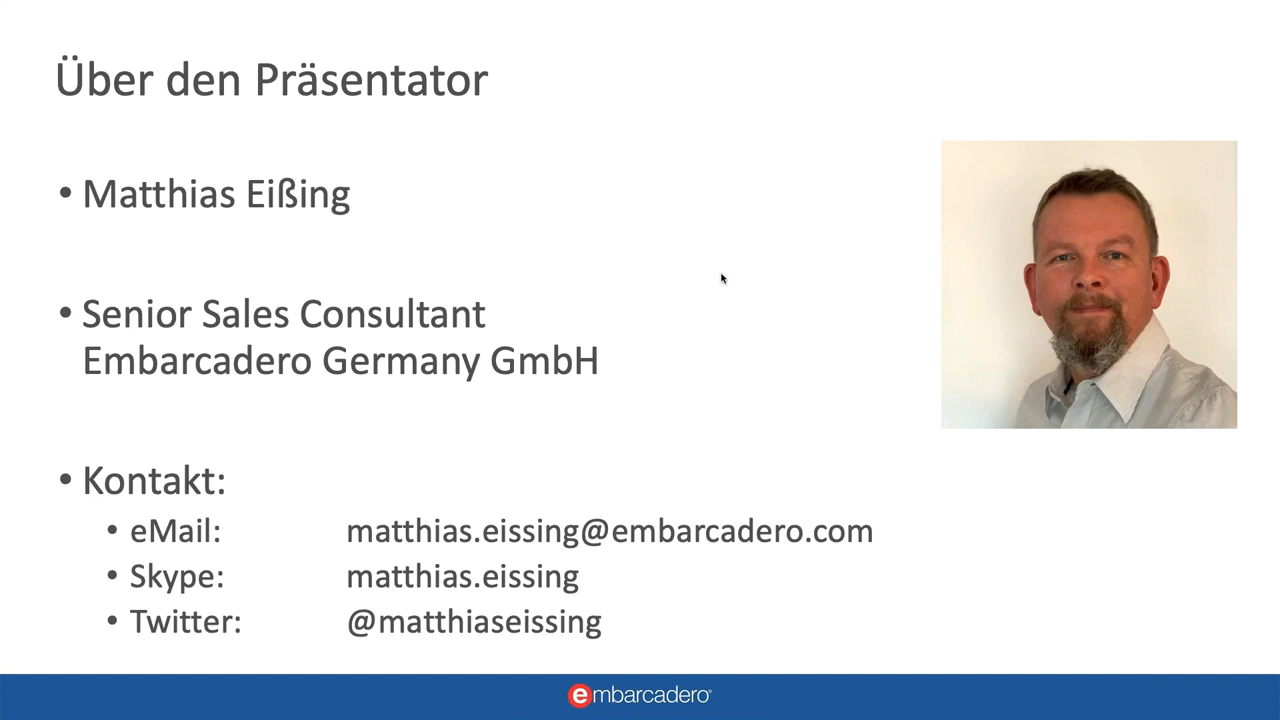 Über den Präsentator
• Matthias Eißing
• Senior Sales Consultant
Embarcadero Germany GmbH
• Kontakt:
• eMail: matthias.eissing@embarcadero.com
• Skype: matthias.eissing
• Twitter: @matthiaseissing
embarcadero®